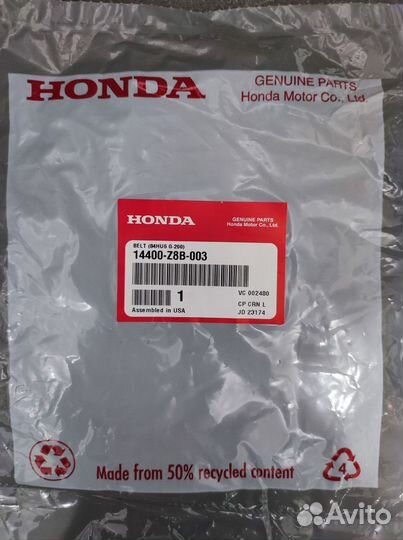 HONDA
GENUINE PARTS
Honda Motor Co., Ltd.
HONDA
GENUINE PARTS
Honda Motor Co., Ltd.
BELT (84HU6 G-200)
14400-Z8B-003
1
VC 002480
CP CRN L
Assembled in USA
JD 23174
Made from 50% recycled content
4
Avito